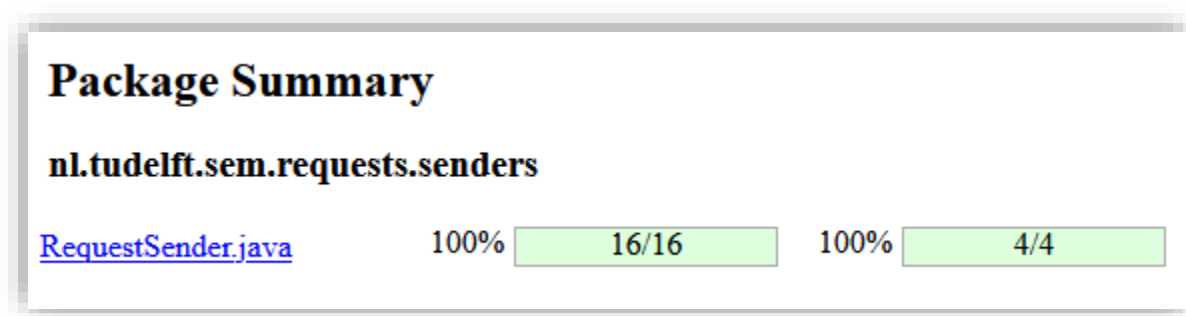 Package Summary
nl.tudelft.sem.requests.senders
RequestSender.java 100% 16/16 100% 4/4